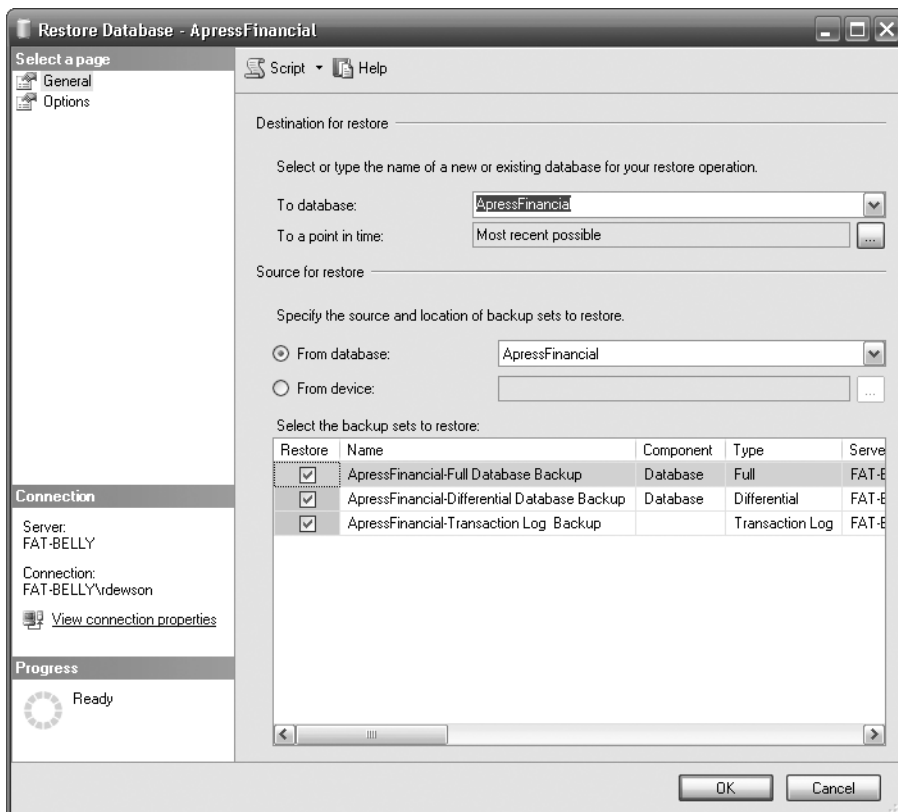 Restore Database - ApressFinancial
Select a page
General
Options
Script
Help
Destination for restore
Select or type the name of a new or existing database for your restore operation.
To database:
ApressFinancial
To a point in time:
Most recent possible
...
Source for restore
Specify the source and location of backup sets to restore.
From database:
ApressFinancial
From device:
...
Select the backup sets to restore:
Restore Name Component Type Serve
ApressFinancial-Full Database Backup Database Full FAT-B
ApressFinancial-Differential Database Backup Database Differential FAT-B
ApressFinancial-Transaction Log Backup Transaction Log FAT-B
Connection
Server:
FAT-BELLY
Connection:
FAT-BELLY\rdewson
View connection properties
Progress
Ready
OK
Cancel